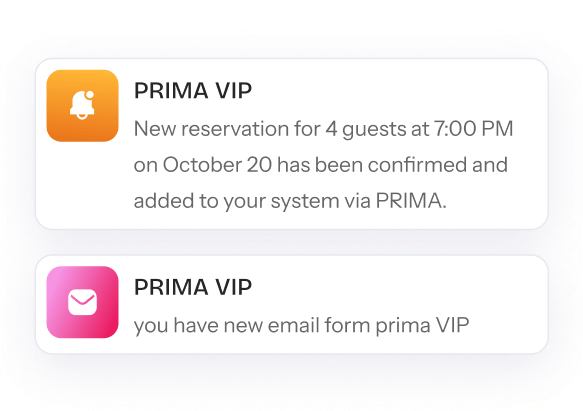 PRIMA VIP
New reservation for 4 guests at 7:00 PM
on October 20 has been confirmed and
added to your system via PRIMA.
PRIMA VIP
you have new email form prima VIP